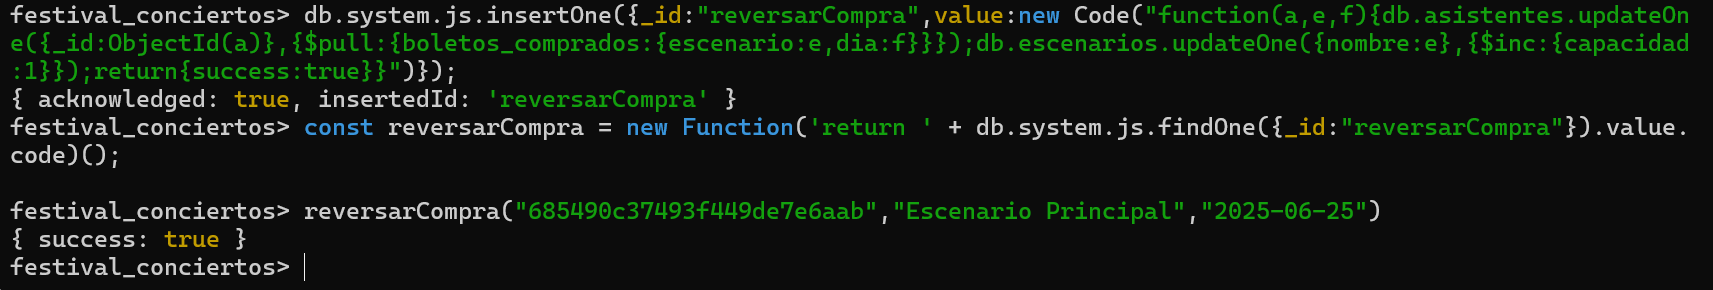 festival_conciertos> db.system.js.insertOne({_id:"reversarCompra",value:new Code("function(a,e,f){db.asistentes.updateOn
e({_id:ObjectId(a)},{$pull:{boletos_comprados:{escenario:e,dia:f}}});db.escenarios.updateOne({nombre:e},{$inc:{capacidad
:1}});return{success:true}}")});
{ acknowledged: true, insertedId: 'reversarCompra' }
festival_conciertos> const reversarCompra = new Function('return ' + db.system.js.findOne({_id:"reversarCompra"}).value.
code)();
festival_conciertos> reversarCompra("685490c37493f449de7e6aab","Escenario Principal","2025-06-25")
{ success: true }
festival_conciertos>